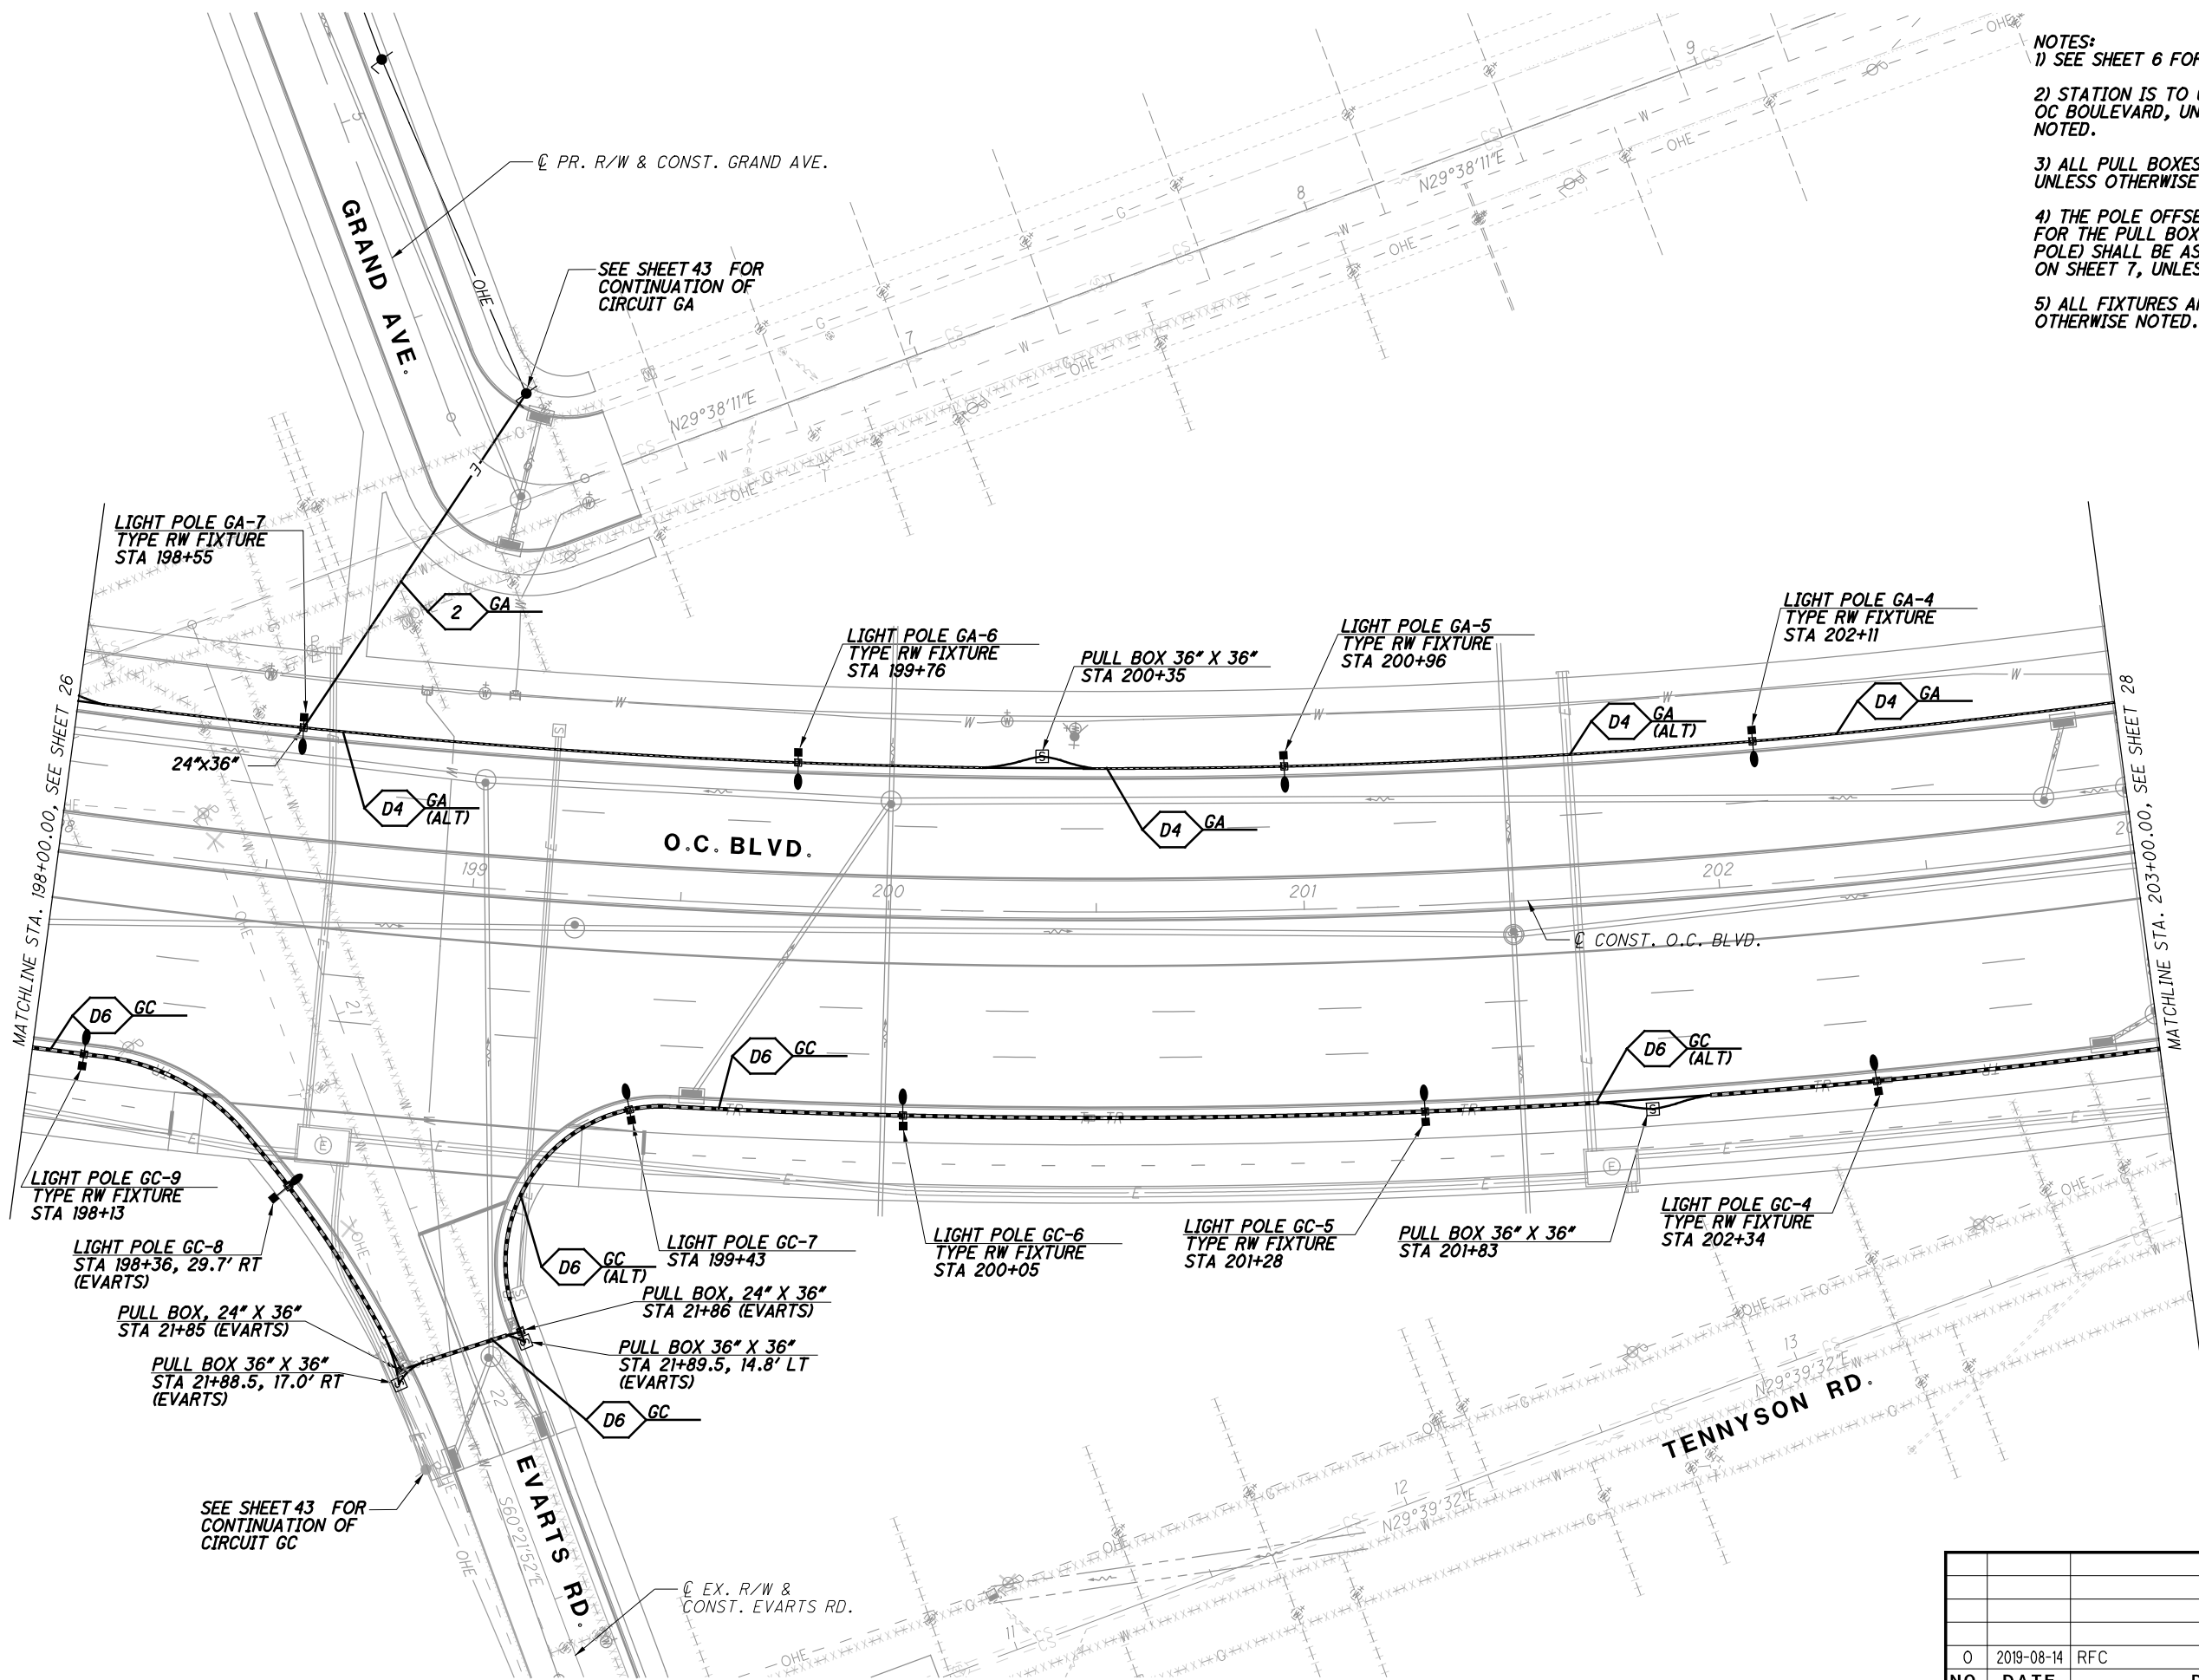 NOTES:
1) SEE SHEET 6 FOR
2) STATION IS TO
OC BOULEVARD, UN
NOTED.
3) ALL PULL BOXES
UNLESS OTHERWISE
4) THE POLE OFFSE
FOR THE PULL BOX
POLE) SHALL BE AS
ON SHEET 7, UNLES
5) ALL FIXTURES A
OTHERWISE NOTED.
℄ PR. R/W & CONST. GRAND AVE.
GRAND AVE.
SEE SHEET 43 FOR
CONTINUATION OF
CIRCUIT GA
OHE
N29°38'11"E
N29°38'11"E
7
8
9
LIGHT POLE GA-7
TYPE RW FIXTURE
STA 198+55
24"x36"
2 GA
LIGHT POLE GA-6
TYPE RW FIXTURE
STA 199+76
PULL BOX 36" X 36"
STA 200+35
LIGHT POLE GA-5
TYPE RW FIXTURE
STA 200+96
LIGHT POLE GA-4
TYPE RW FIXTURE
STA 202+11
D4 GA
(ALT)
D4 GA
D4 GA
(ALT)
D4 GA
MATCHLINE STA. 198+00.00, SEE SHEET 26
MATCHLINE STA. 203+00.00, SEE SHEET 28
O.C. BLVD.
199
200
201
202
℄ CONST. O.C. BLVD.
D6 GC
D6 GC
D6 GC
(ALT)
LIGHT POLE GC-9
TYPE RW FIXTURE
STA 198+13
LIGHT POLE GC-8
STA 198+36, 29.7' RT
(EVARTS)
PULL BOX, 24" X 36"
STA 21+85 (EVARTS)
PULL BOX 36" X 36"
STA 21+88.5, 17.0' RT
(EVARTS)
D6 GC
(ALT)
LIGHT POLE GC-7
STA 199+43
PULL BOX, 24" X 36"
STA 21+86 (EVARTS)
PULL BOX 36" X 36"
STA 21+89.5, 14.8' LT
(EVARTS)
D6 GC
LIGHT POLE GC-6
TYPE RW FIXTURE
STA 200+05
LIGHT POLE GC-5
TYPE RW FIXTURE
STA 201+28
PULL BOX 36" X 36"
STA 201+83
LIGHT POLE GC-4
TYPE RW FIXTURE
STA 202+34
21
22
SEE SHEET 43 FOR
CONTINUATION OF
CIRCUIT GC
S60°21'52"E
EVARTS RD.
℄ EX. R/W &
CONST. EVARTS RD.
TENNYSON RD.
N29°39'32"E
N29°39'32"E
11
12
13
0 2019-08-14 RFC
NO. DATE